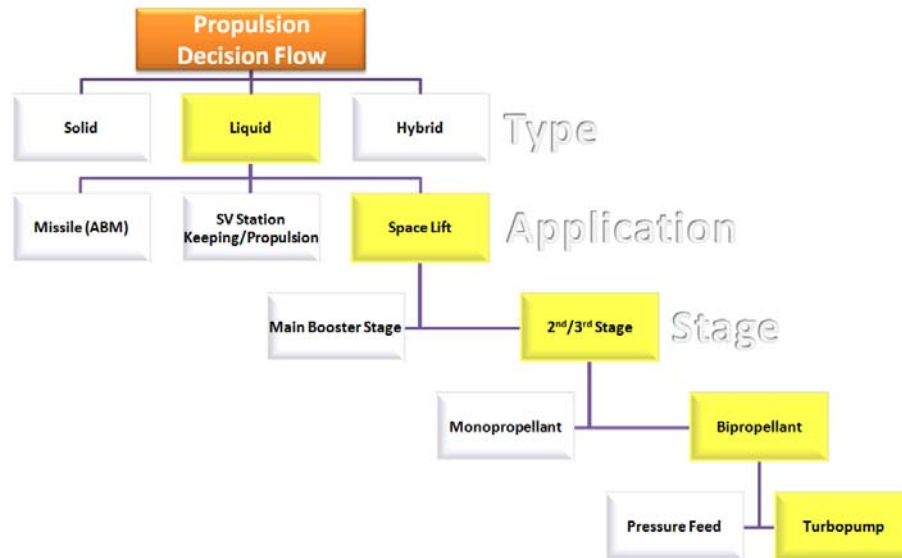 Propulsion
Decision Flow
Solid
Liquid
Hybrid
Type
Missile (ABM)
SV Station
Keeping/Propulsion
Space Lift
Application
Main Booster Stage
2nd/3rd Stage
Stage
Monopropellant
Bipropellant
Pressure Feed
Turbopump